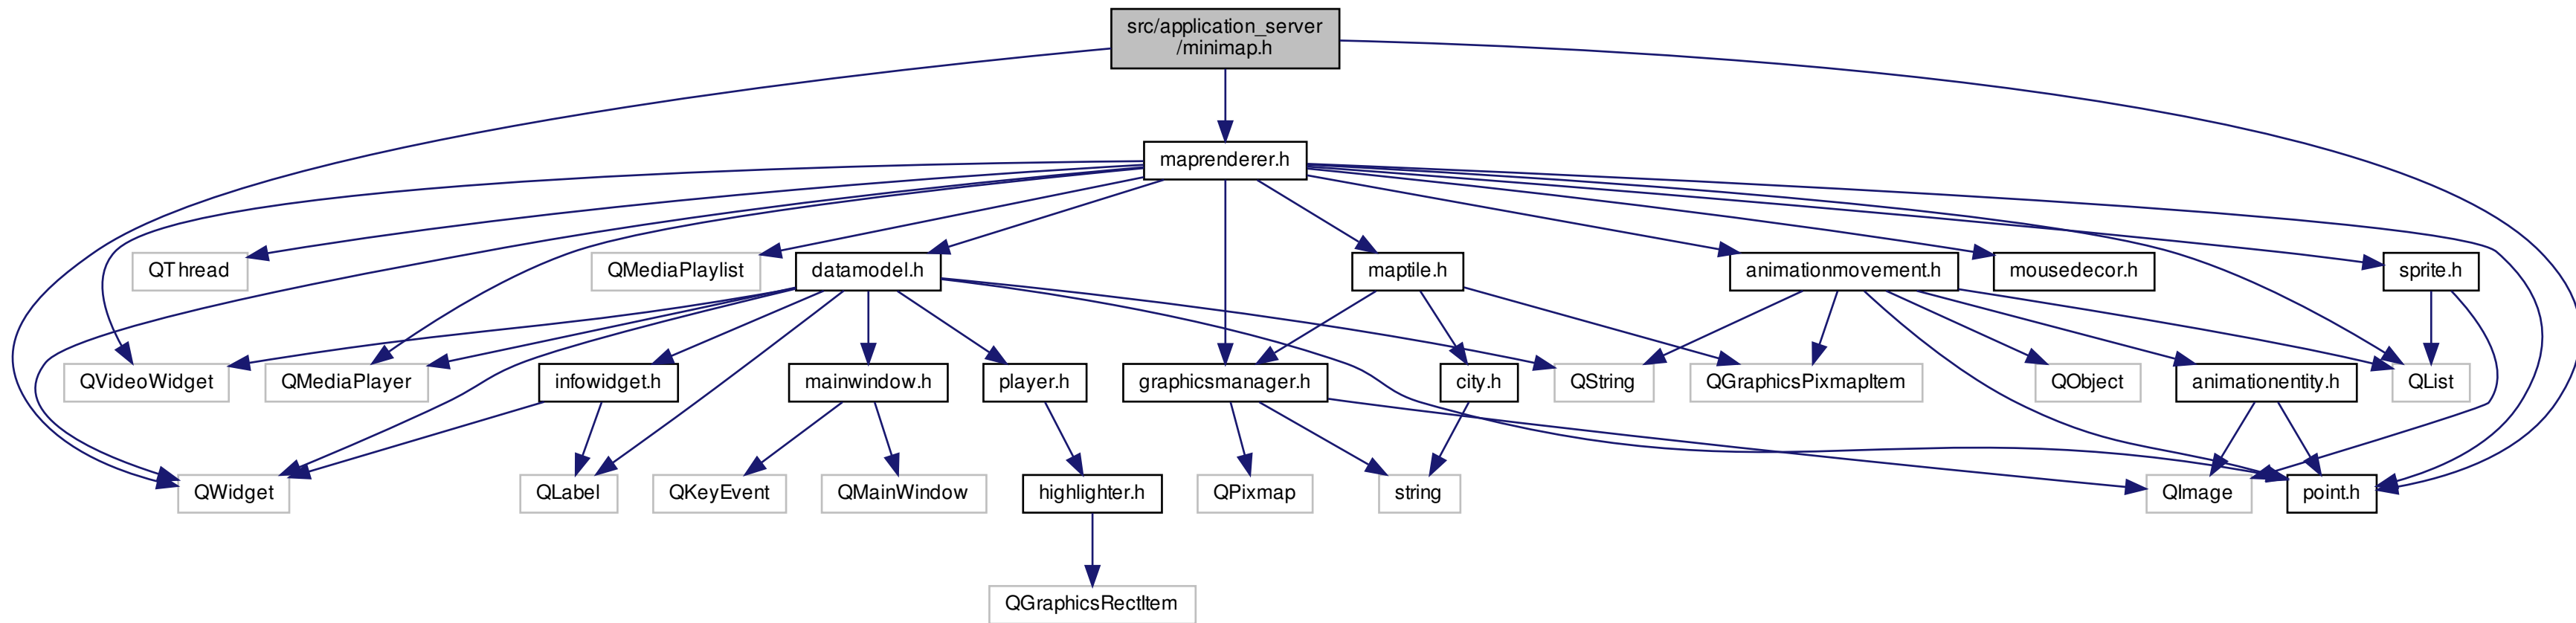 src/application_server
/minimap.h
maprenderer.h
QThread
QMediaPlaylist
datamodel.h
maptile.h
animationmovement.h
mousedecor.h
sprite.h
QVideoWidget
QMediaPlayer
infowidget.h
mainwindow.h
player.h
graphicsmanager.h
city.h
QString
QGraphicsPixmapItem
QObject
animationentity.h
QList
QWidget
QLabel
QKeyEvent
QMainWindow
highlighter.h
QPixmap
string
QImage
point.h
QGraphicsRectItem